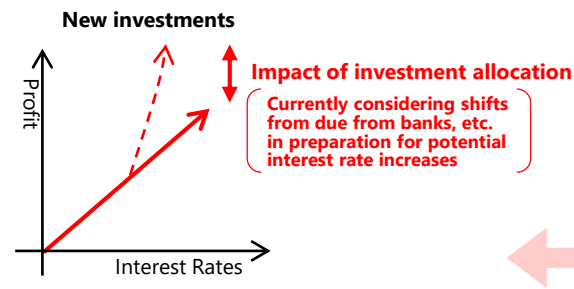 New investments
Profit
Impact of investment allocation
Currently considering shifts
from due from banks, etc.
in preparation for potential
interest rate increases
Interest Rates